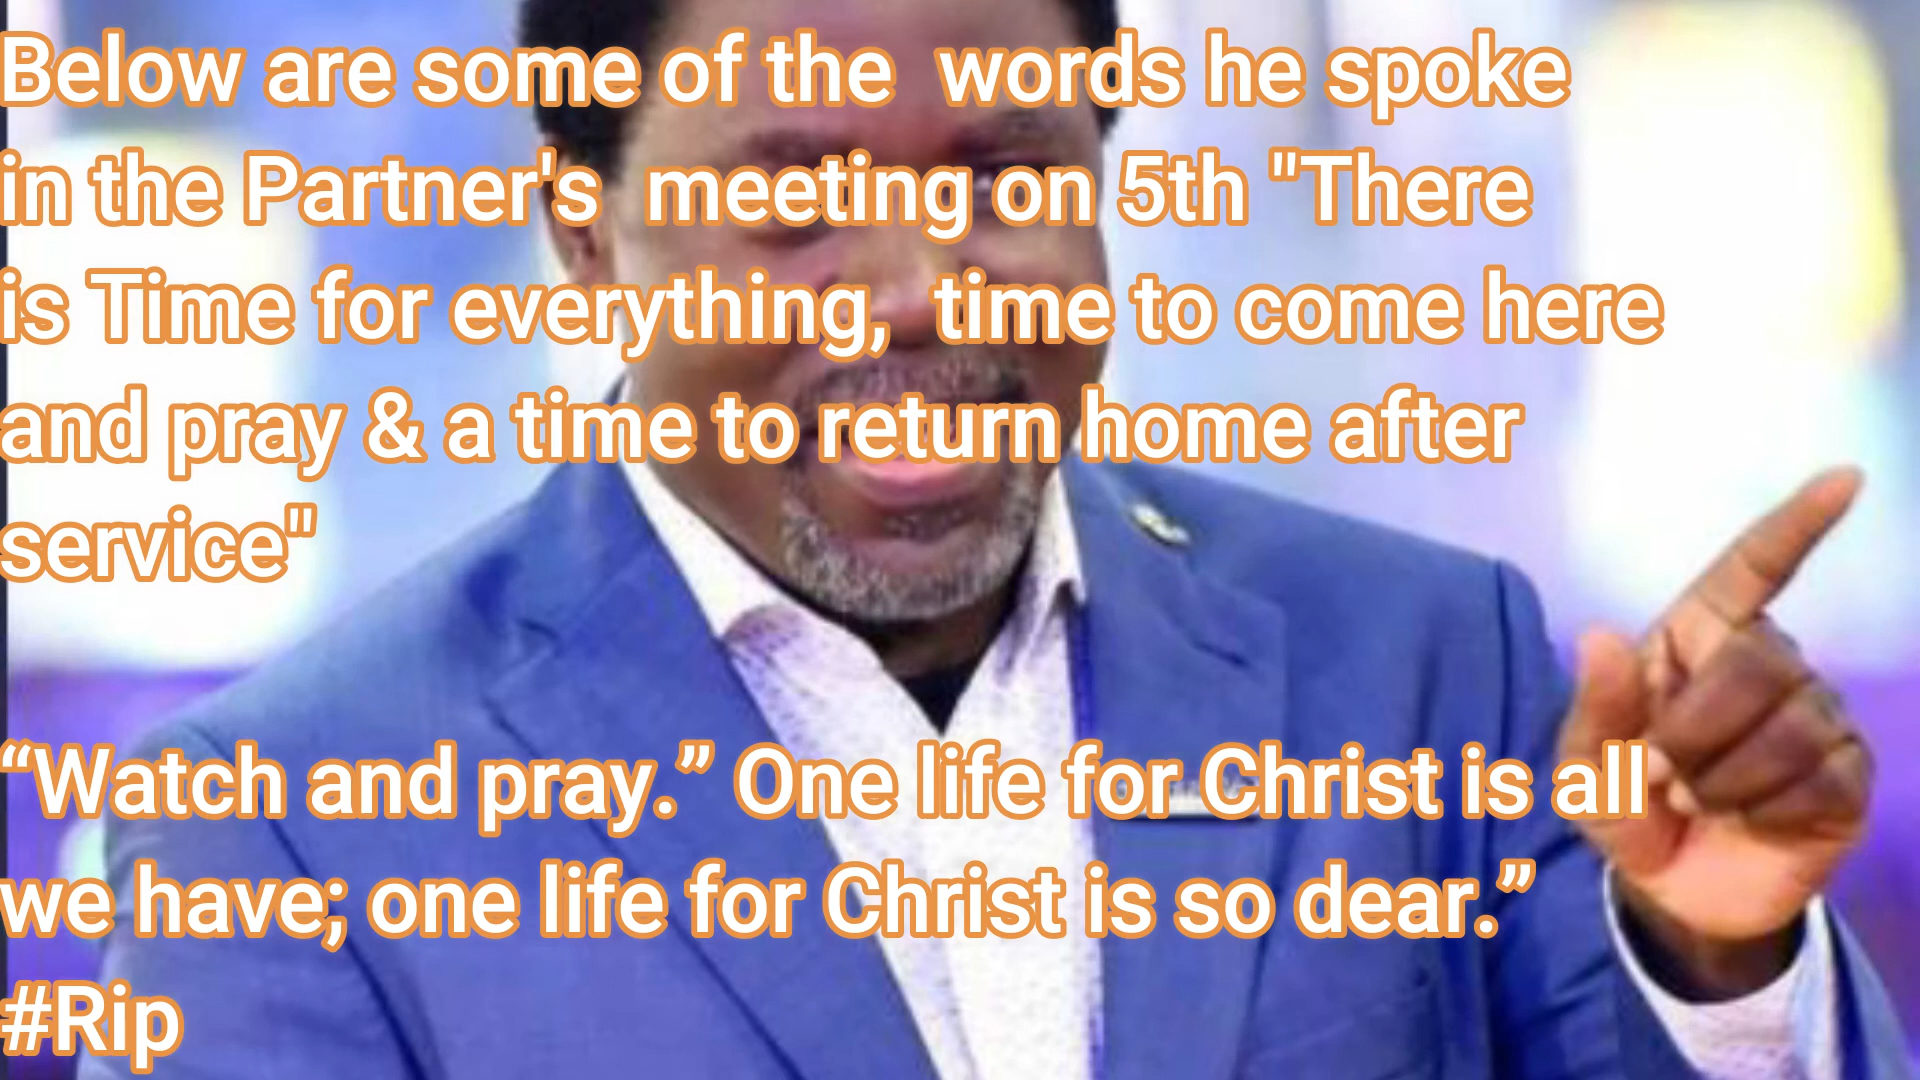 Below are some of the  words he spoke
in the Partner's  meeting on 5th "There
is Time for everything,  time to come here
and pray & a time to return home after
service"
“Watch and pray.” One life for Christ is all
we have; one life for Christ is so dear.”
#Rip